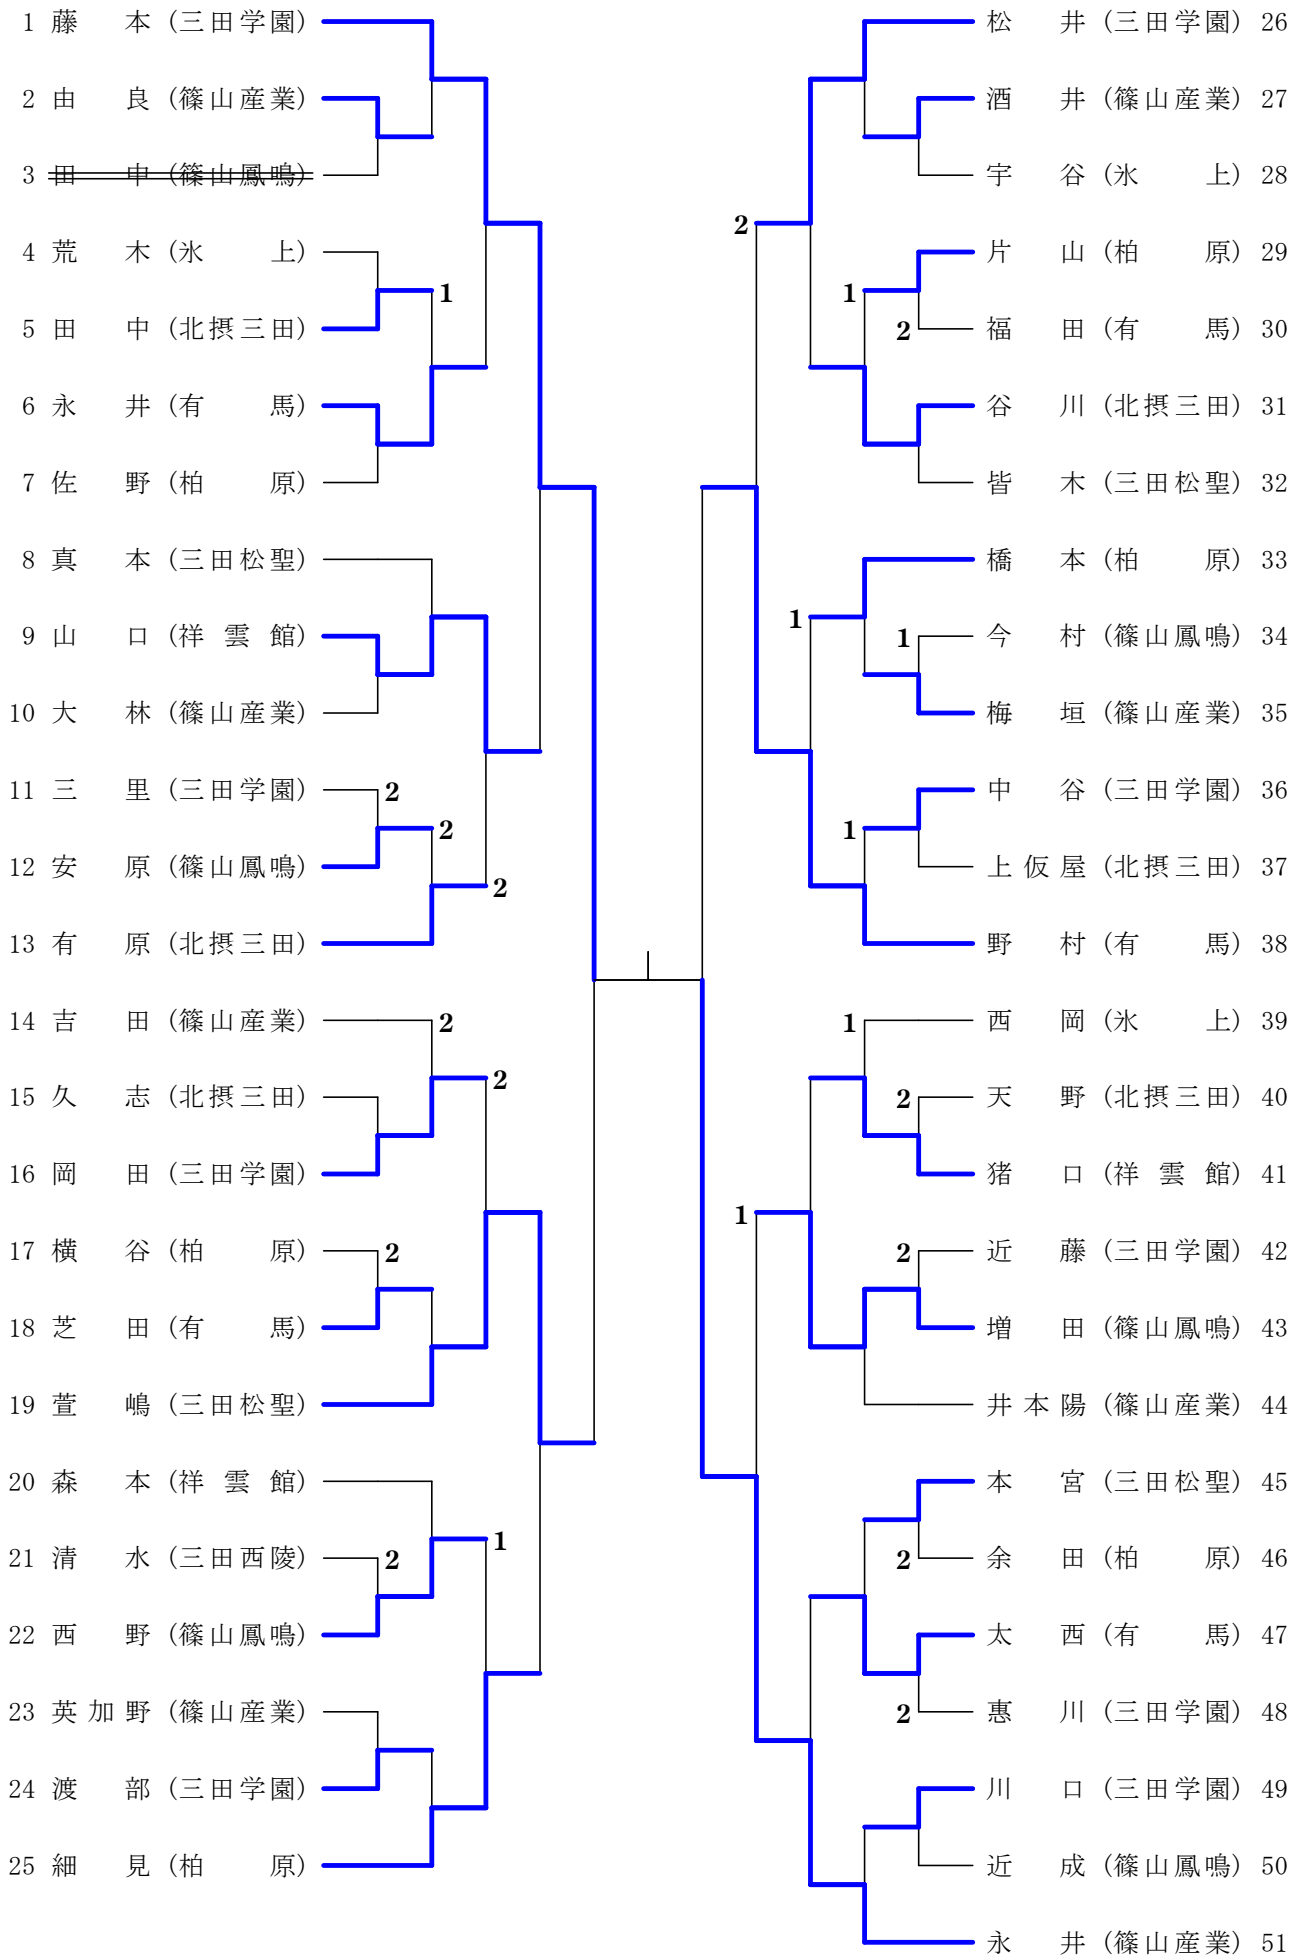 1 藤 本 (三田学園)
2 由 良 (篠山産業)
3 田 中 (篠山鳳鳴)
4 荒 木 (氷 上)
1
5 田 中 (北摂三田)
6 永 井 (有 馬)
7 佐 野 (柏 原)
8 真 本 (三田松聖)
9 山 口 (祥雲館)
10 大 林 (篠山産業)
11 三 里 (三田学園) 2
2
12 安 原 (篠山鳳鳴)
2
13 有 原 (北摂三田)
14 吉 田 (篠山産業) 2
2
15 久 志 (北摂三田)
16 岡 田 (三田学園)
17 横 谷 (柏 原) 2
18 芝 田 (有 馬)
19 萱 嶋 (三田松聖)
20 森 本 (祥雲館)
1
21 清 水 (三田西陵) 2
22 西 野 (篠山鳳鳴)
23 英加野 (篠山産業)
24 渡 部 (三田学園)
25 細 見 (柏 原)
松 井 (三田学園) 26
酒 井 (篠山産業) 27
宇 谷 (氷 上) 28
2
片 山 (柏 原) 29
1
2 福 田 (有 馬) 30
谷 川 (北摂三田) 31
皆 木 (三田松聖) 32
橋 本 (柏 原) 33
1
1 今 村 (篠山鳳鳴) 34
梅 垣 (篠山産業) 35
中 谷 (三田学園) 36
1
上仮屋 (北摂三田) 37
野 村 (有 馬) 38
1 西 岡 (氷 上) 39
2 天 野 (北摂三田) 40
猪 口 (祥雲館) 41
1
2 近 藤 (三田学園) 42
増 田 (篠山鳳鳴) 43
井本陽 (篠山産業) 44
本 宮 (三田松聖) 45
2 余 田 (柏 原) 46
太 西 (有 馬) 47
2 惠 川 (三田学園) 48
川 口 (三田学園) 49
近 成 (篠山鳳鳴) 50
永 井 (篠山産業) 51